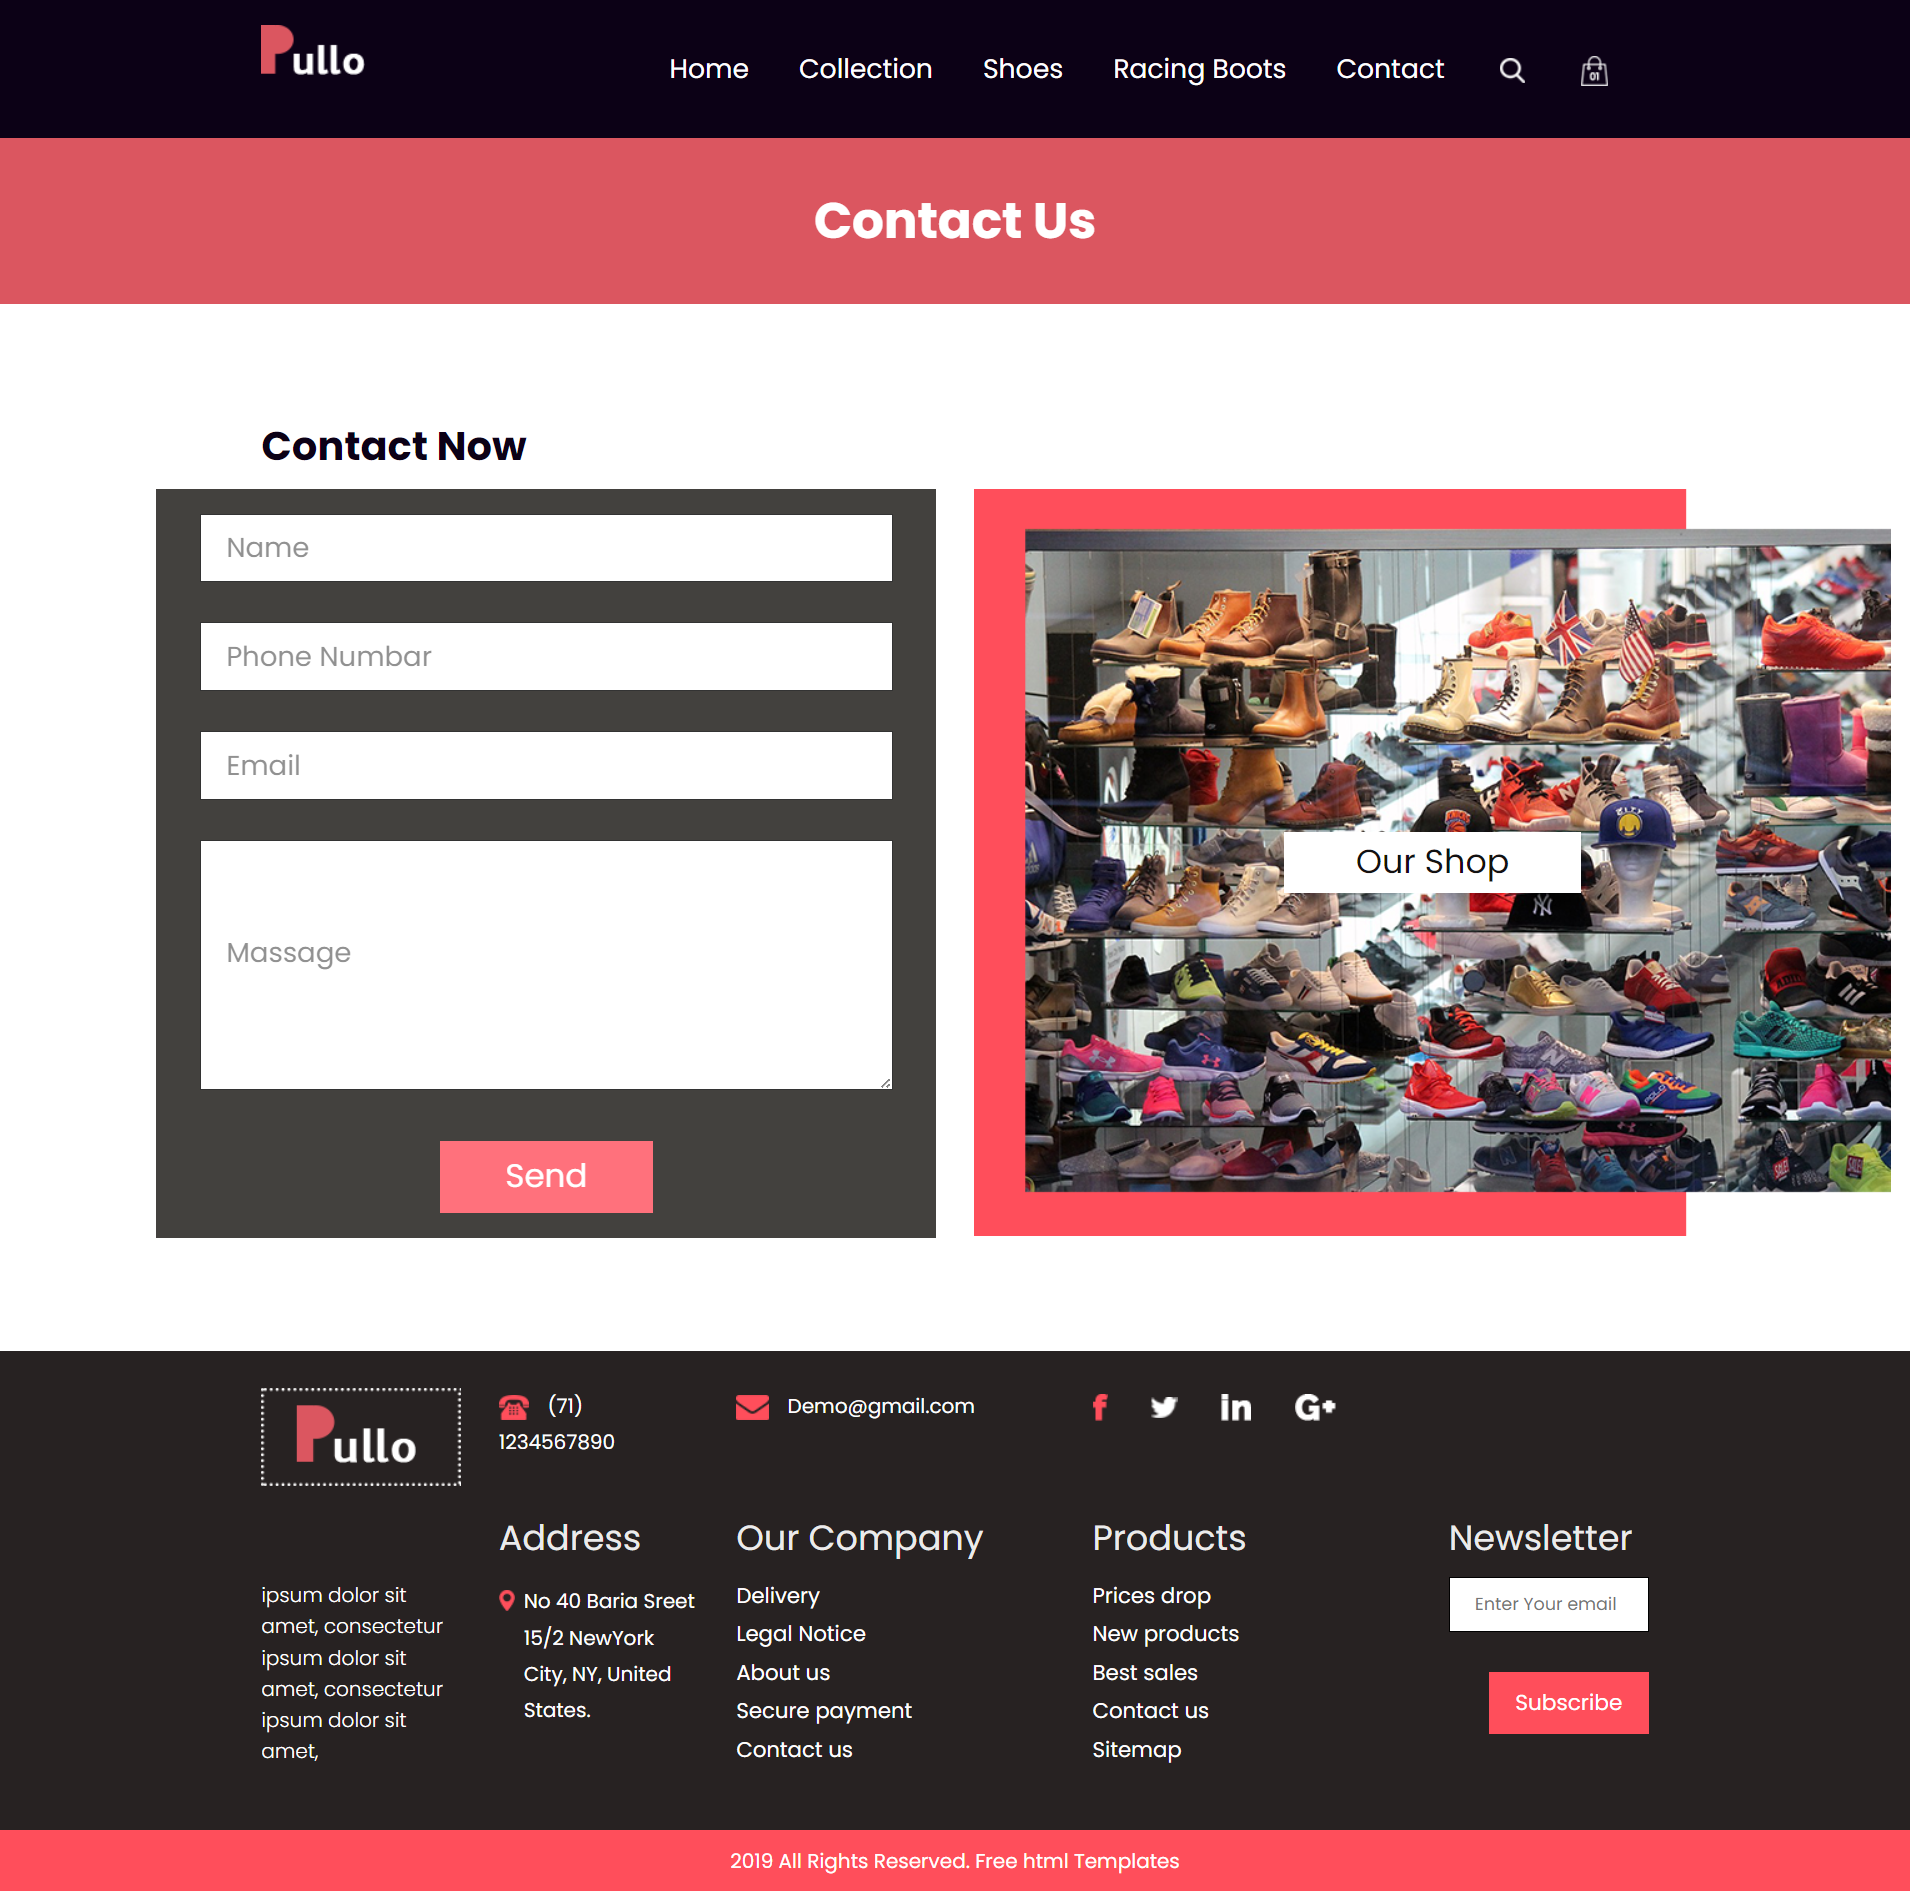 Pullo
Home Collection Shoes Racing Boots Contact 01
Contact Us
Contact Now
Name
Phone Numbar
Email
Massage
Send
Our Shop
Pullo
(71)
1234567890
Demo@gmail.com
f in G+
Address
No 40 Baria Sreet
15/2 NewYork
City, NY, United
States.
Our Company
Delivery
Legal Notice
About us
Secure payment
Contact us
Products
Prices drop
New products
Best sales
Contact us
Sitemap
Newsletter
Enter Your email
Subscribe
ipsum dolor sit
amet, consectetur
ipsum dolor sit
amet, consectetur
ipsum dolor sit
amet,
2019 All Rights Reserved. Free html Templates